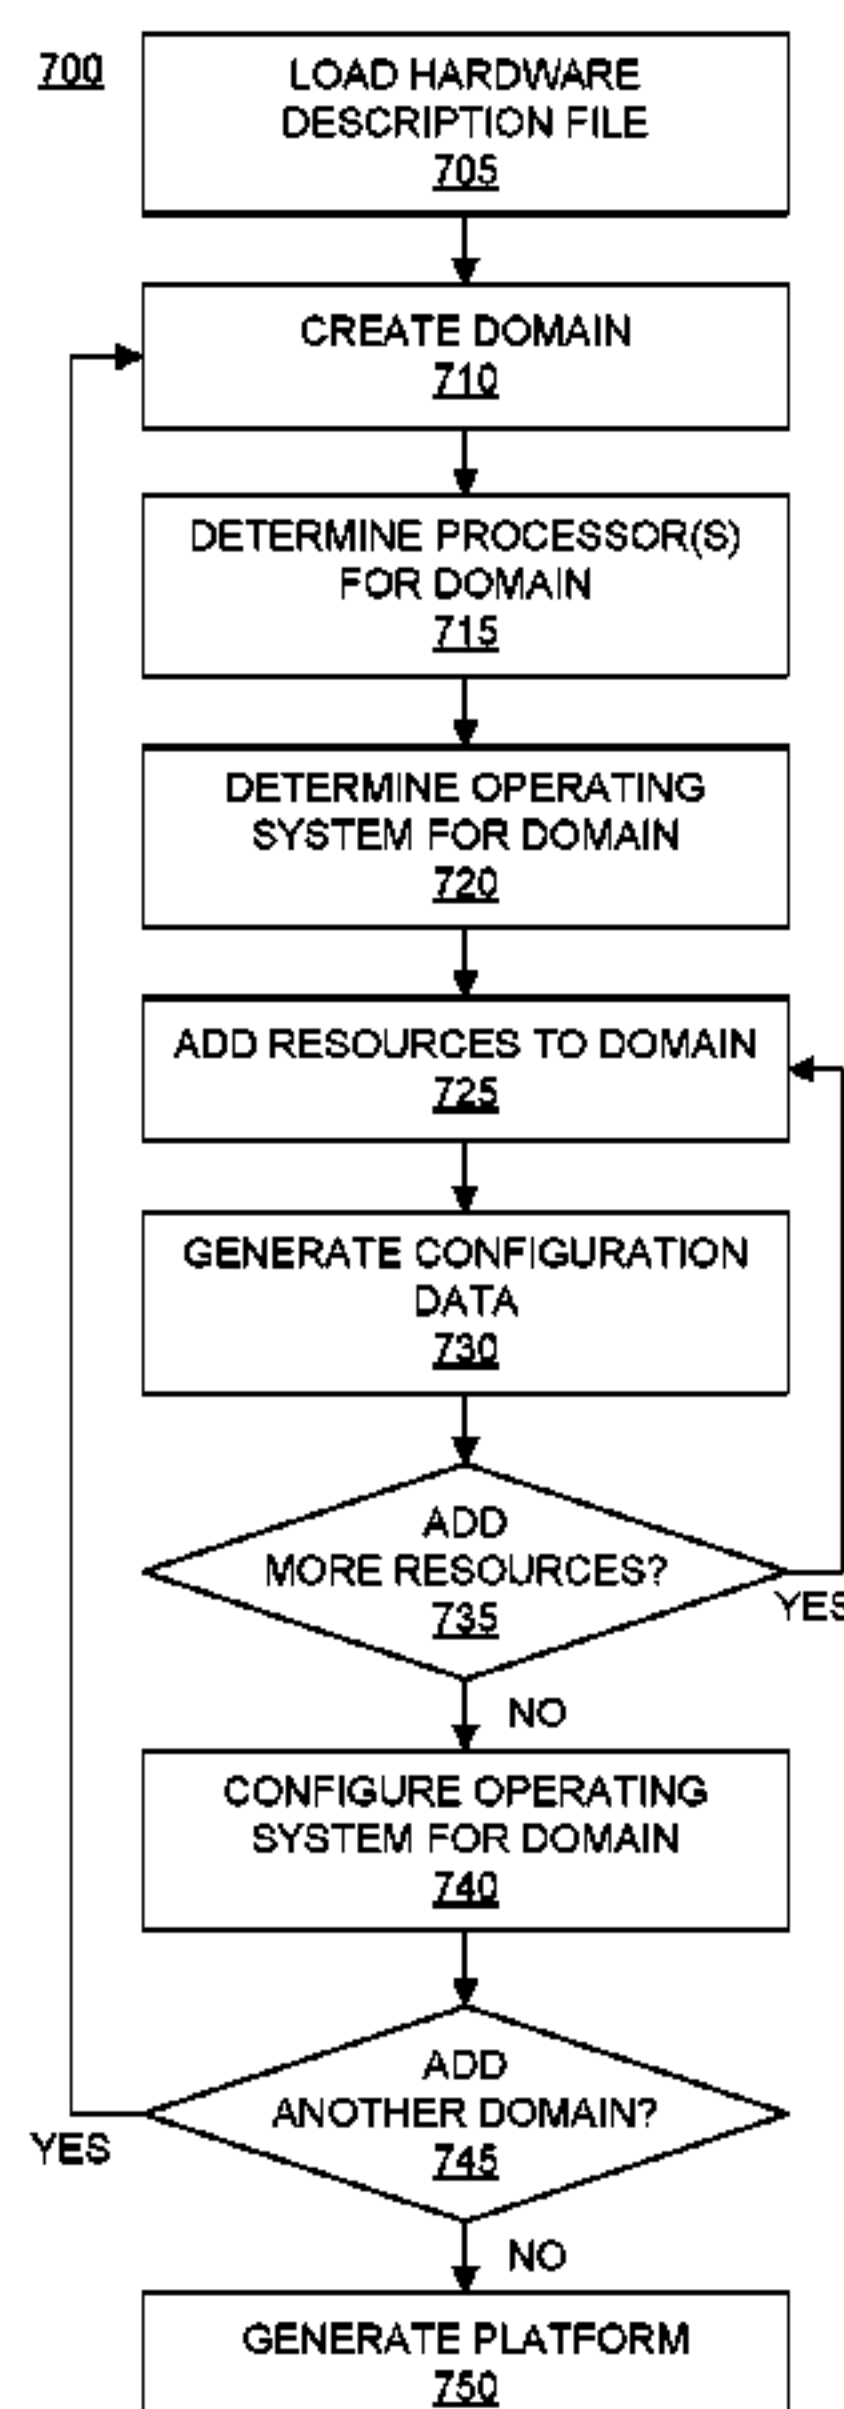 700
LOAD HARDWARE
DESCRIPTION FILE
705
CREATE DOMAIN
710
DETERMINE PROCESSOR(S)
FOR DOMAIN
715
DETERMINE OPERATING
SYSTEM FOR DOMAIN
720
ADD RESOURCES TO DOMAIN
725
GENERATE CONFIGURATION
DATA
730
ADD
MORE RESOURCES?
735
YES
NO
CONFIGURE OPERATING
SYSTEM FOR DOMAIN
740
ADD
ANOTHER DOMAIN?
745
YES
NO
GENERATE PLATFORM
750